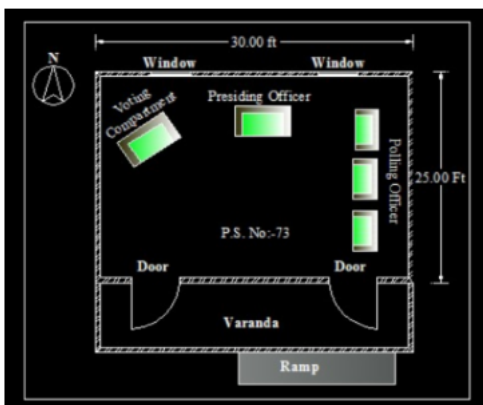 30.00 ft
N
Window
Window
Voting
Compartment
Presiding Officer
Polling Officer
25.00 Ft
P.S. No:-73
Door
Door
Varanda
Ramp